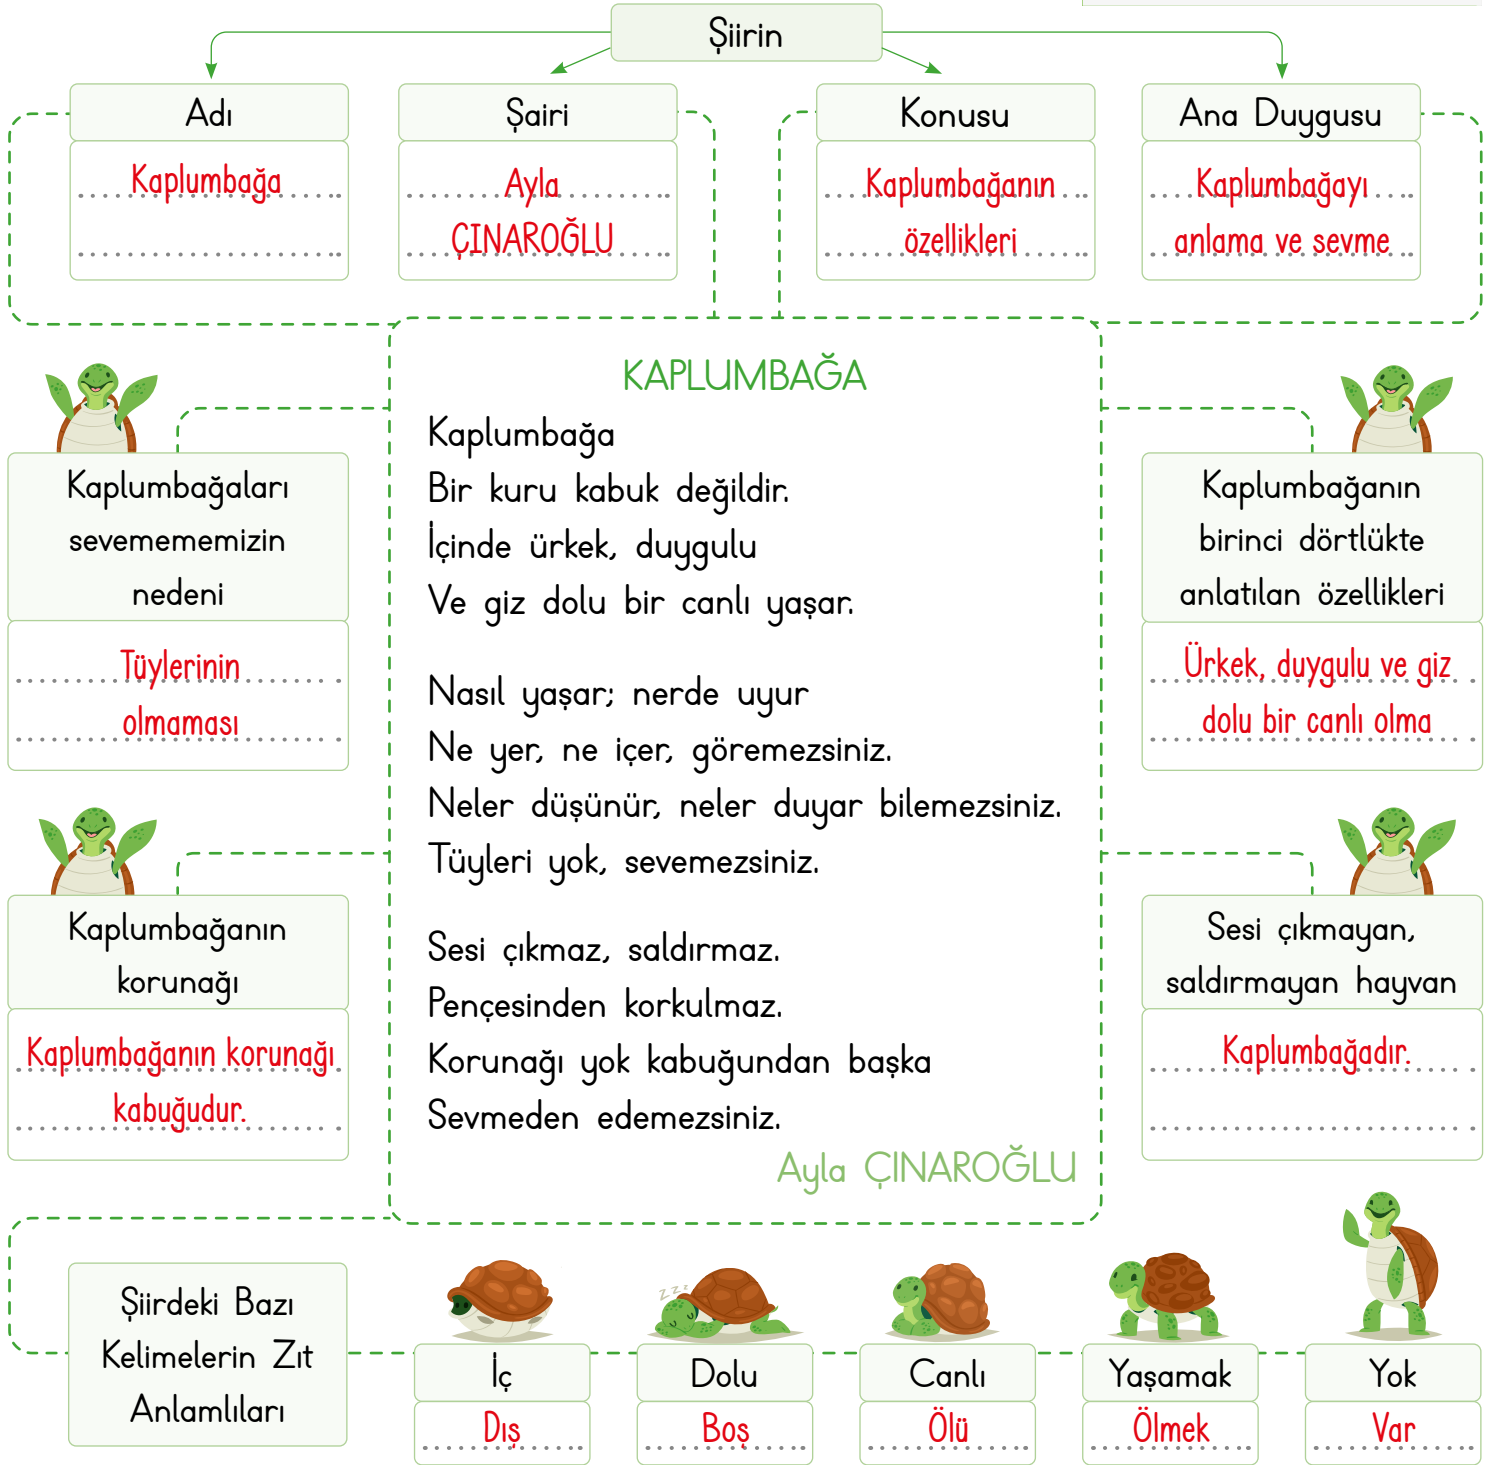 Şiirin
Adı
Kaplumbağa
Şairi
Ayla
ÇINAROĞLU
Konusu
Kaplumbağanın
özellikleri
Ana Duygusu
Kaplumbağayı
anlama ve sevme
KAPLUMBAĞA
Kaplumbağa
Bir kuru kabuk değildir.
İçinde ürkek, duygulu
Ve giz dolu bir canlı yaşar.
Nasıl yaşar; nerde uyur
Ne yer, ne içer, göremezsiniz.
Neler düşünür, neler duyar bilemezsiniz.
Tüyleri yok, sevemezsiniz.
Sesi çıkmaz, saldırmaz.
Pençesinden korkulmaz.
Korunağı yok kabuğundan başka
Sevmeden edemezsiniz.
Ayla ÇINAROĞLU
Kaplumbağaları
sevemememizin
nedeni
Tüylerinin
olmaması
Kaplumbağanın
birinci dörtlükte
anlatılan özellikleri
Ürkek, duygulu ve giz
dolu bir canlı olma
Kaplumbağanın
korunağı
Kaplumbağanın korunağı
kabuğudur.
Sesi çıkmayan,
saldırmayan hayvan
Kaplumbağadır.
Şiirdeki Bazı
Kelimelerin Zıt
Anlamlıları
zzz
İç
Dış
Dolu
Boş
Canlı
Ölü
Yaşamak
Ölmek
Yok
Var